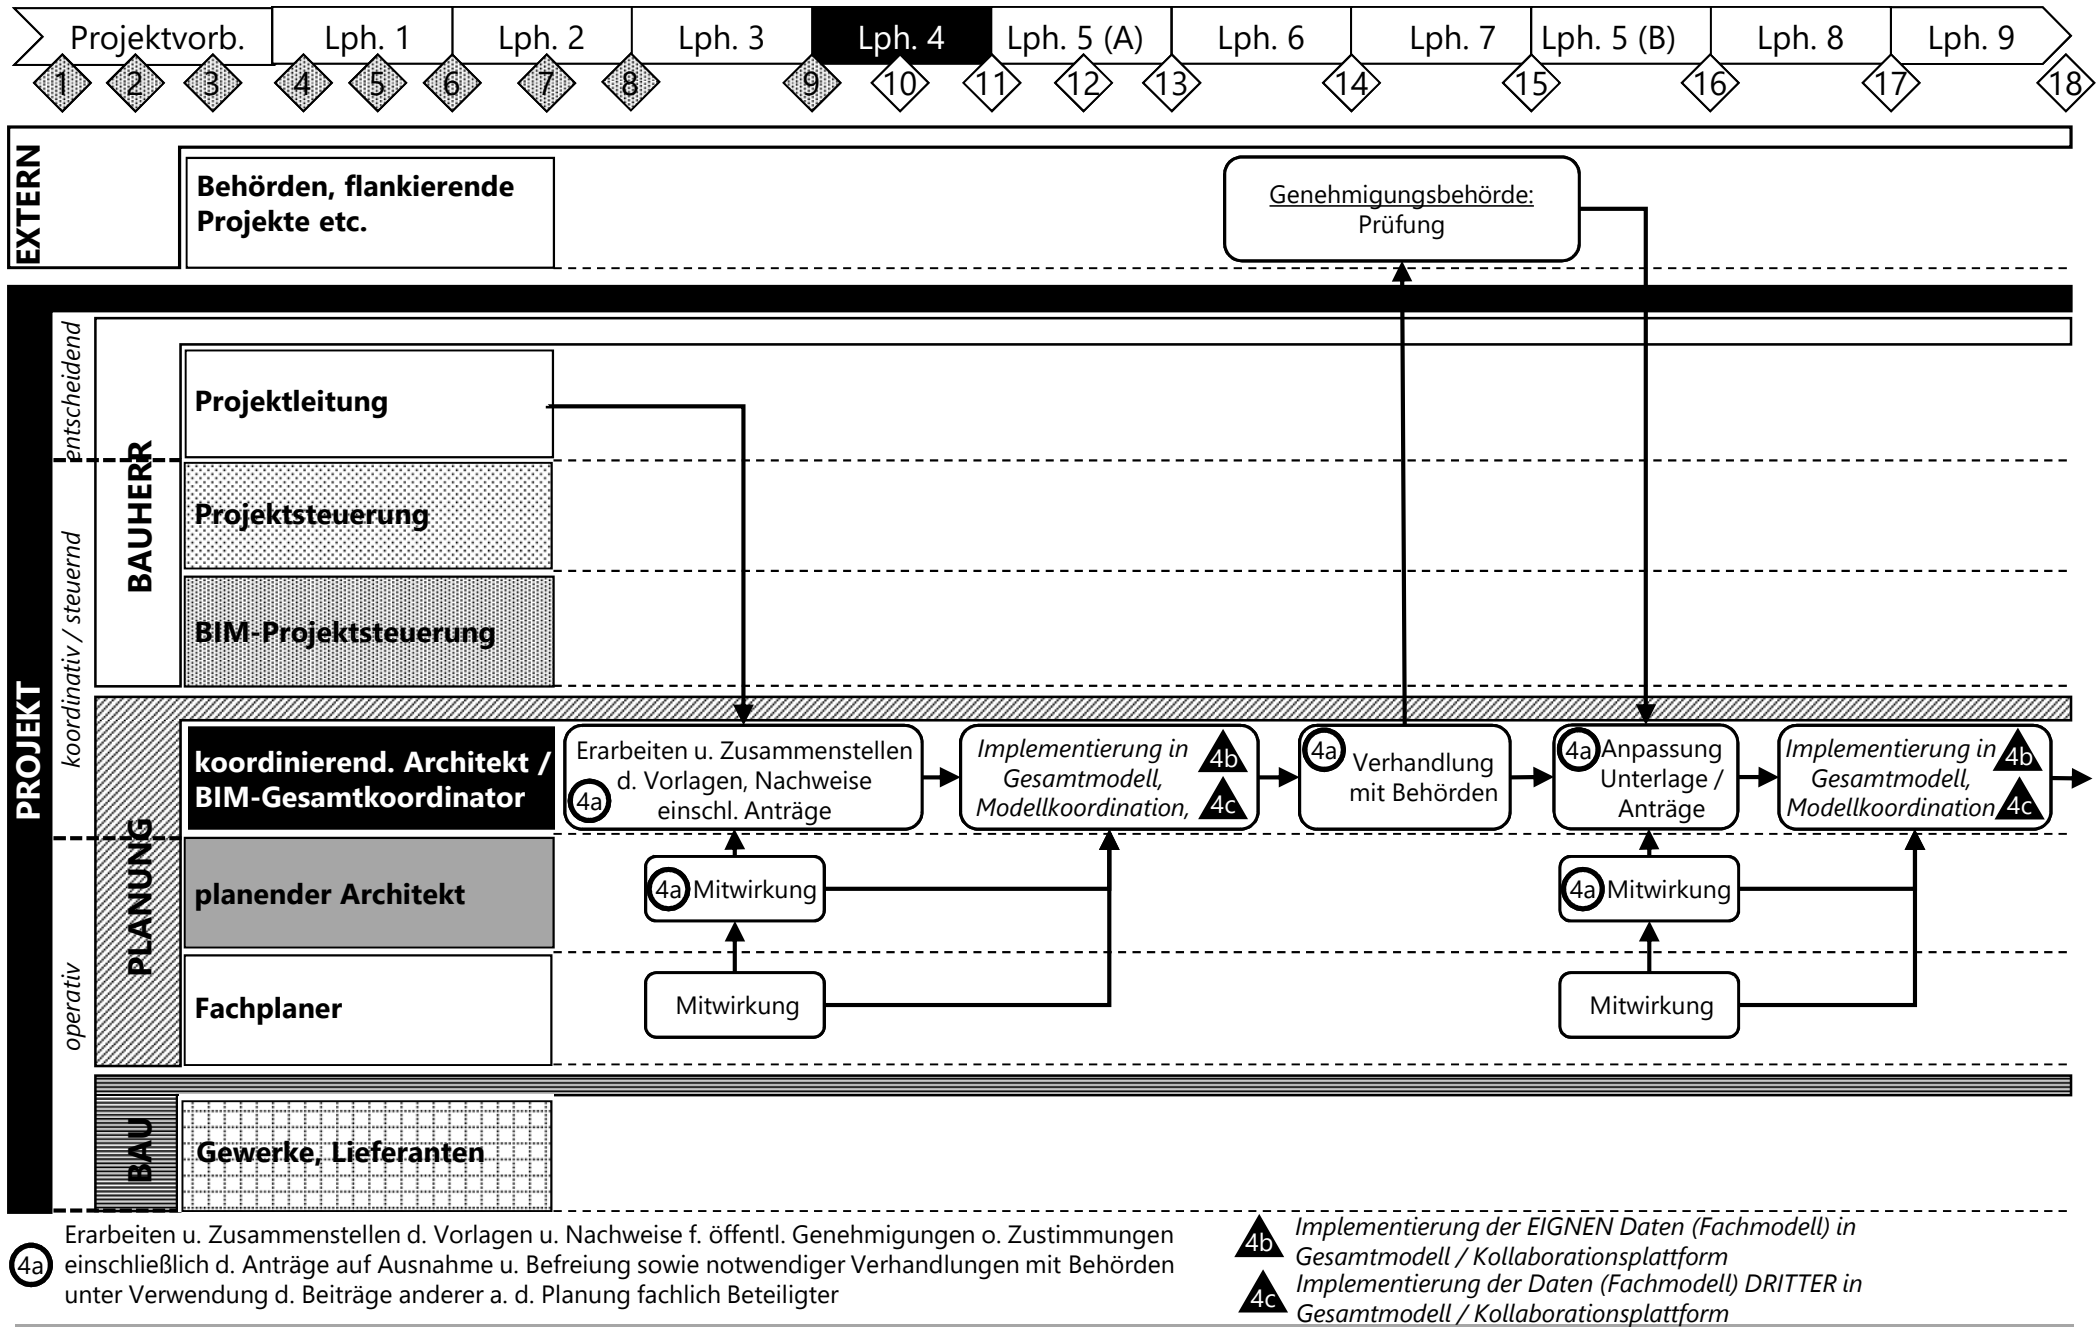 Projektvorb.
Lph. 1
Lph. 2
Lph. 3
Lph. 4
Lph. 5 (A)
Lph. 6
Lph. 7
Lph. 5 (B)
Lph. 8
Lph. 9
1
2
3
4
5
6
7
8
9
10
11
12
13
14
15
16
17
18
EXTERN
Behörden, flankierende
Projekte etc.
Genehmigungsbehörde:
Prüfung
PROJEKT
entscheidend
koordinativ / steuernd
operativ
BAUHERR
Projektleitung
Projektsteuerung
BIM-Projektsteuerung
PLANUNG
koordinierend. Architekt /
BIM-Gesamtkoordinator
Erarbeiten u. Zusammenstellen
d. Vorlagen, Nachweise
einschl. Anträge
4a
Implementierung in
Gesamtmodell,
Modellkoordination,
4b
4c
4a
Verhandlung
mit Behörden
4a
Anpassung
Unterlage /
Anträge
Implementierung in
Gesamtmodell,
Modellkoordination
4b
4c
planender Architekt
4a Mitwirkung
4a Mitwirkung
Fachplaner
Mitwirkung
Mitwirkung
BAU
Gewerke, Lieferanten
4a
Erarbeiten u. Zusammenstellen d. Vorlagen u. Nachweise f. öffentl. Genehmigungen o. Zustimmungen
einschließlich d. Anträge auf Ausnahme u. Befreiung sowie notwendiger Verhandlungen mit Behörden
unter Verwendung d. Beiträge anderer a. d. Planung fachlich Beteiligter
4b
Implementierung der EIGNEN Daten (Fachmodell) in
Gesamtmodell / Kollaborationsplattform
4c
Implementierung der Daten (Fachmodell) DRITTER in
Gesamtmodell / Kollaborationsplattform